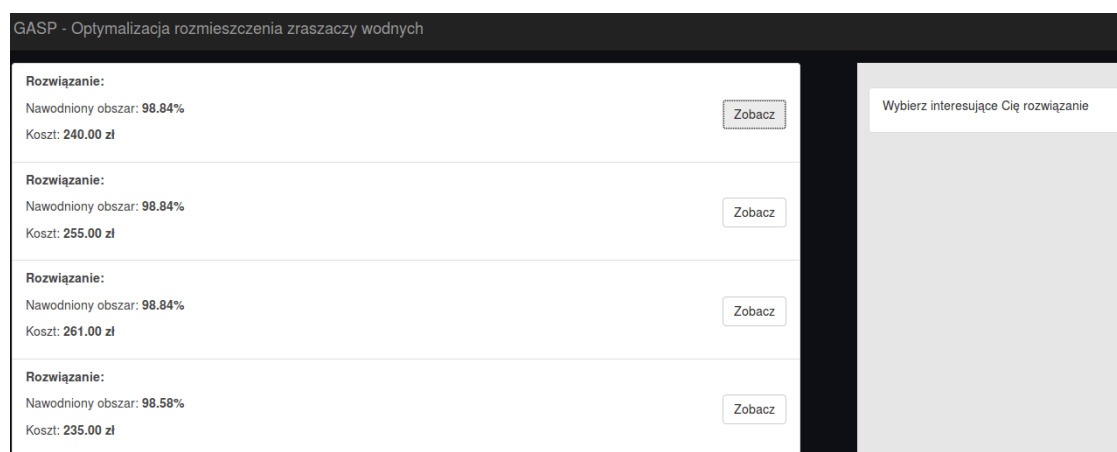 GASP - Optymalizacja rozmieszczenia zraszaczy wodnych
Rozwiązanie:
Nawodniony obszar: 98.84%
Koszt: 240.00 zł
Zobacz
Rozwiązanie:
Nawodniony obszar: 98.84%
Koszt: 255.00 zł
Zobacz
Rozwiązanie:
Nawodniony obszar: 98.84%
Koszt: 261.00 zł
Zobacz
Rozwiązanie:
Nawodniony obszar: 98.58%
Koszt: 235.00 zł
Zobacz
Wybierz interesujące Cię rozwiązanie